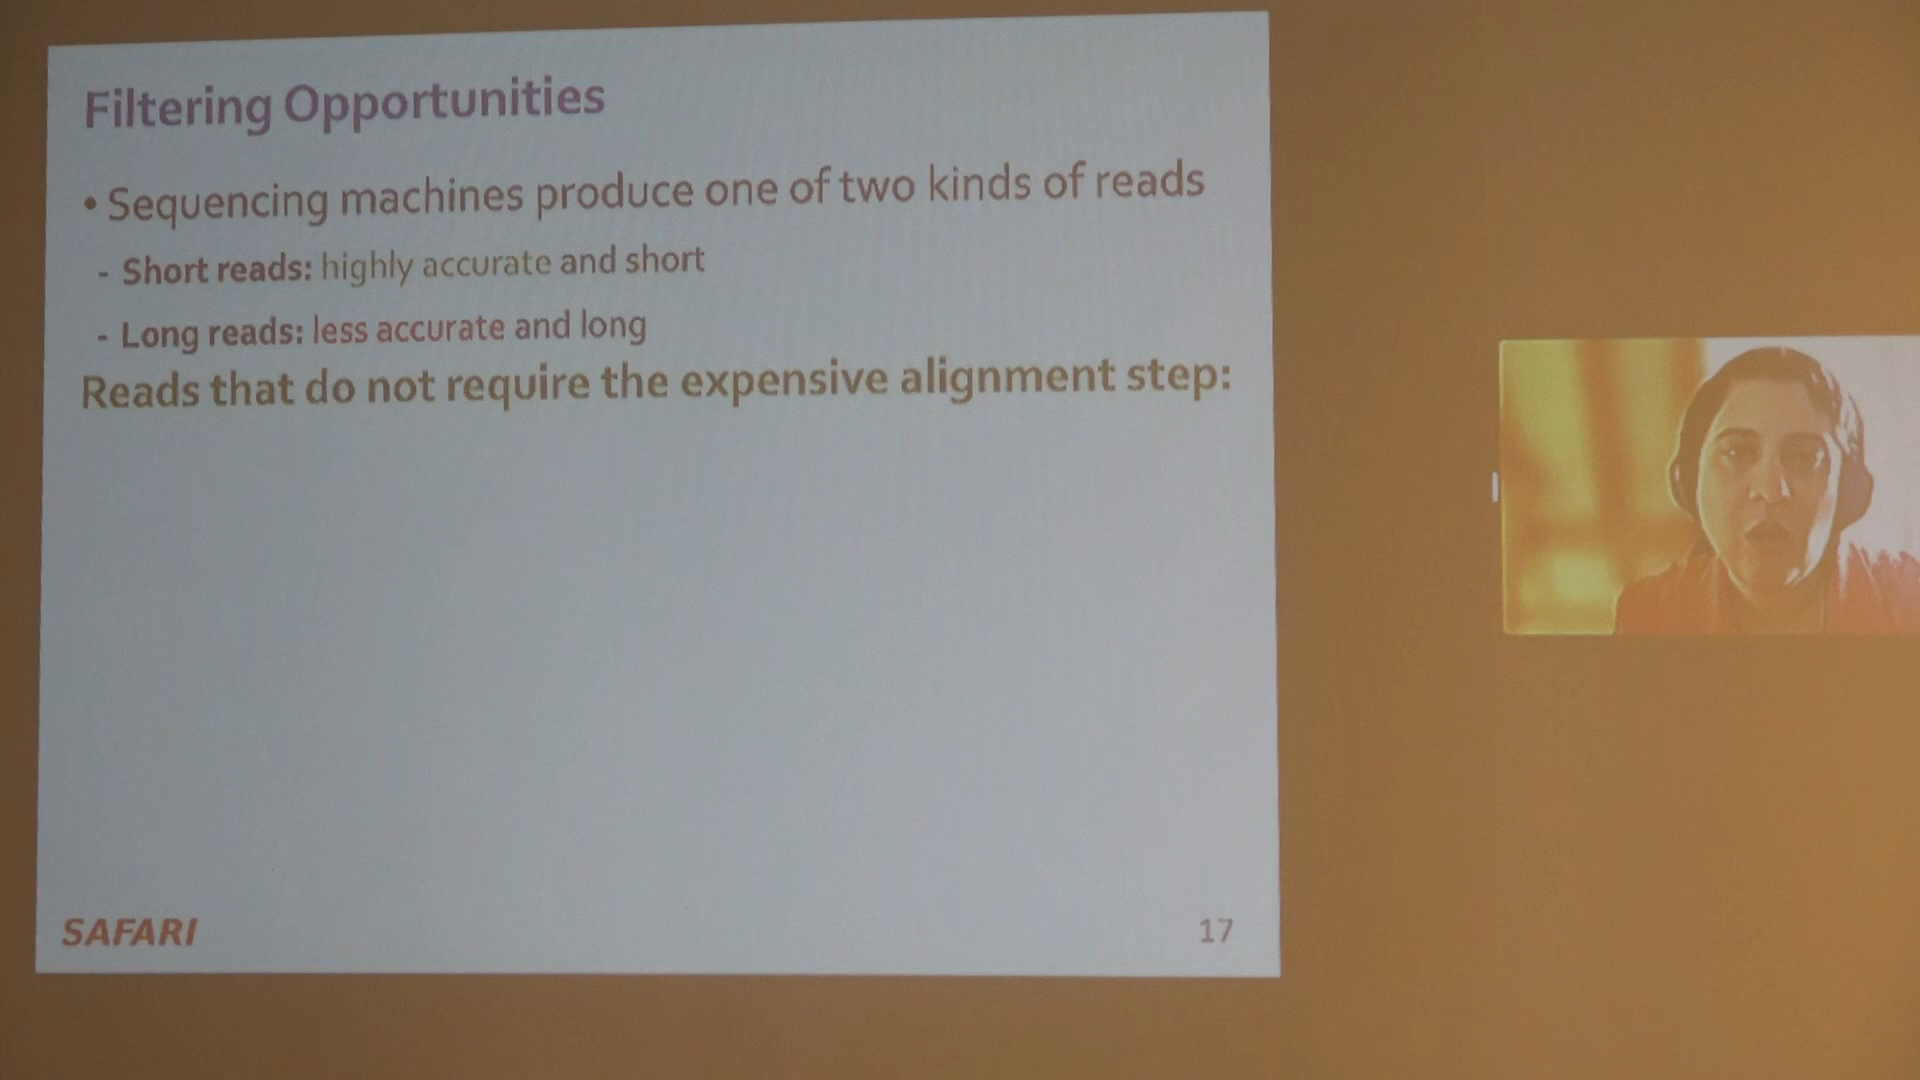 Filtering Opportunities
• Sequencing machines produce one of two kinds of reads
- Short reads: highly accurate and short
- Long reads: less accurate and long
Reads that do not require the expensive alignment step:
SAFARI
17